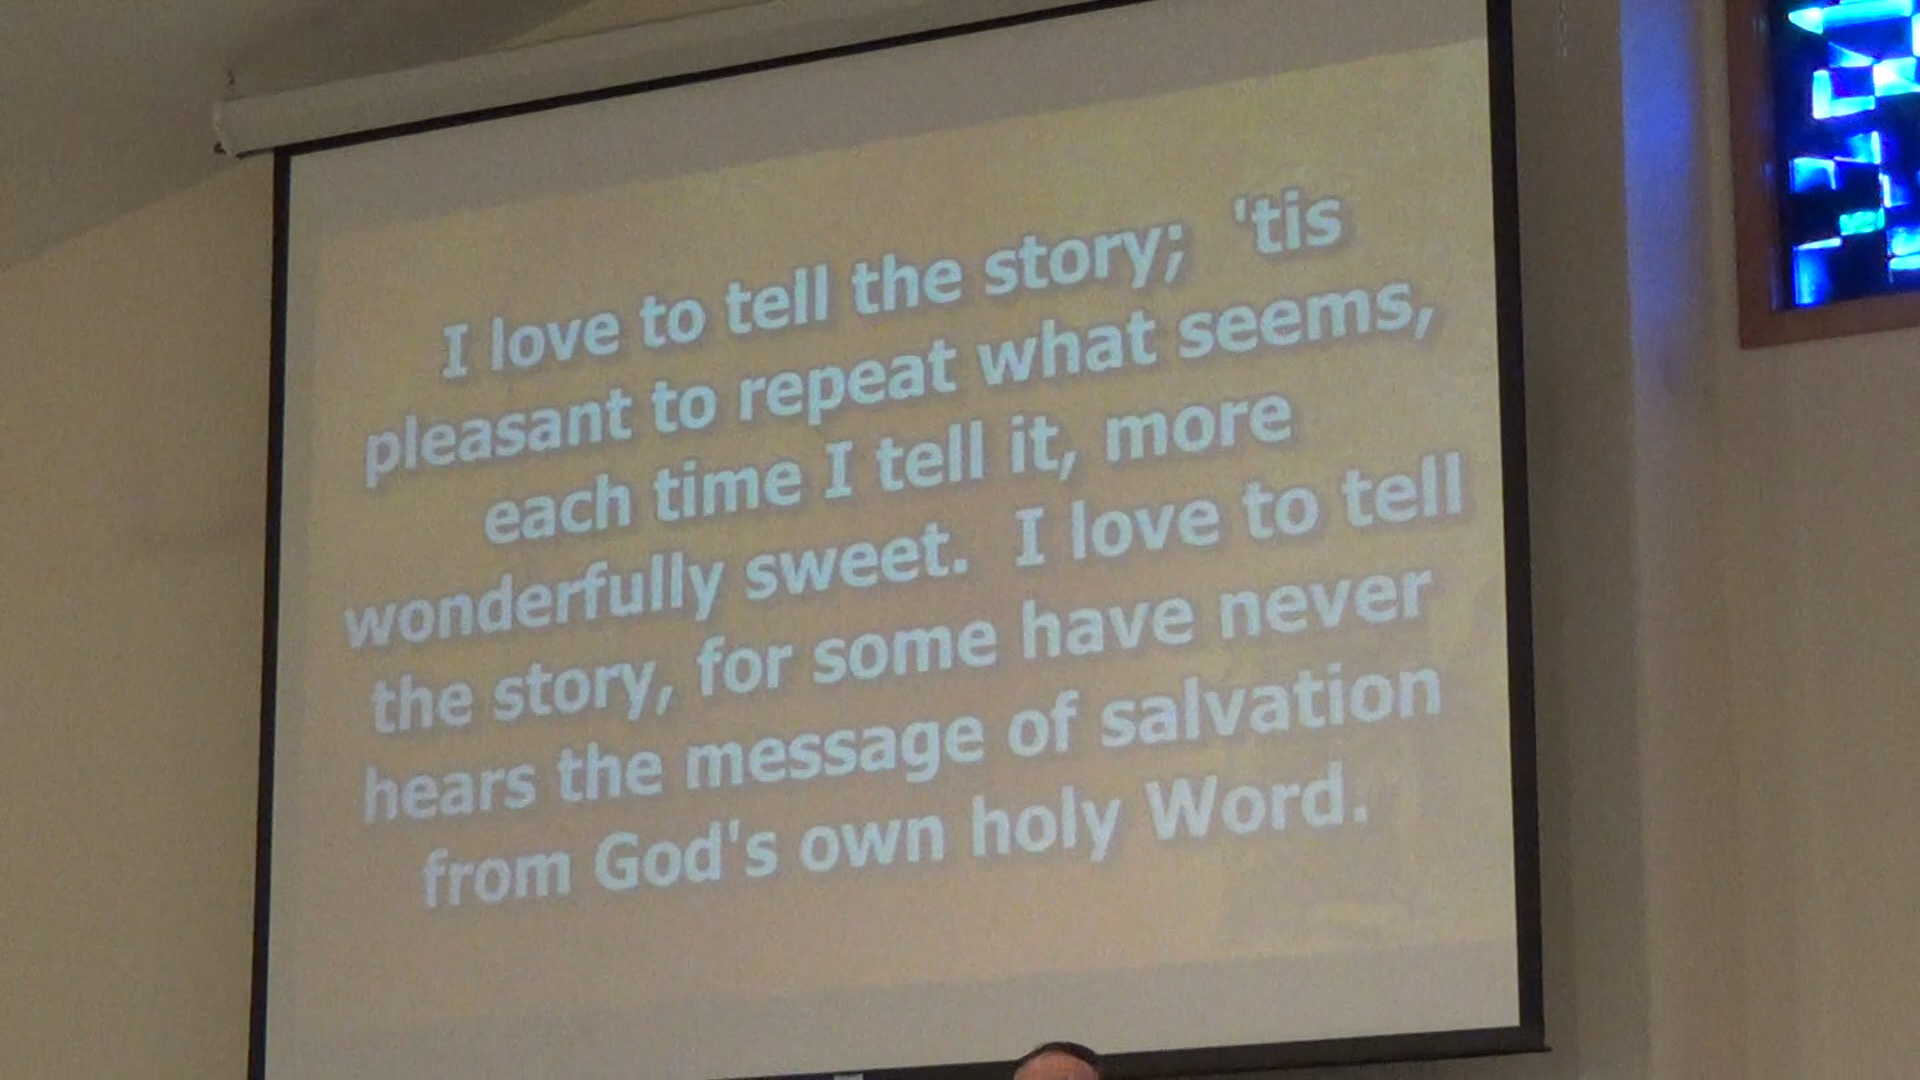 I love to tell the story; 'tis
pleasant to repeat what seems,
each time I tell it, more
wonderfully sweet. I love to tell
the story, for some have never
hears the message of salvation
from God's own holy Word.